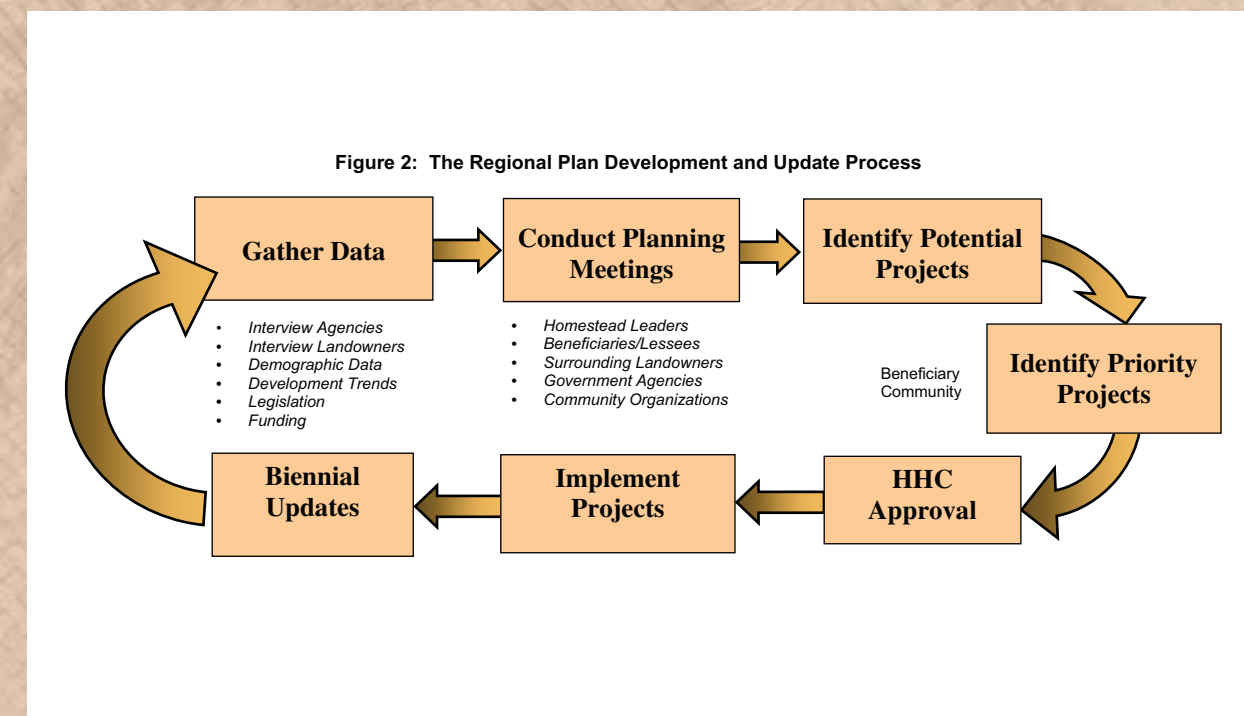 Figure 2: The Regional Plan Development and Update Process
Gather Data
Conduct Planning
Meetings
Identify Potential
Projects
• Interview Agencies
• Interview Landowners
• Demographic Data
• Development Trends
• Legislation
• Funding
• Homestead Leaders
• Beneficiaries/Lessees
• Surrounding Landowners
• Government Agencies
• Community Organizations
Beneficiary
Community
Identify Priority
Projects
HHC
Approval
Implement
Projects
Biennial
Updates